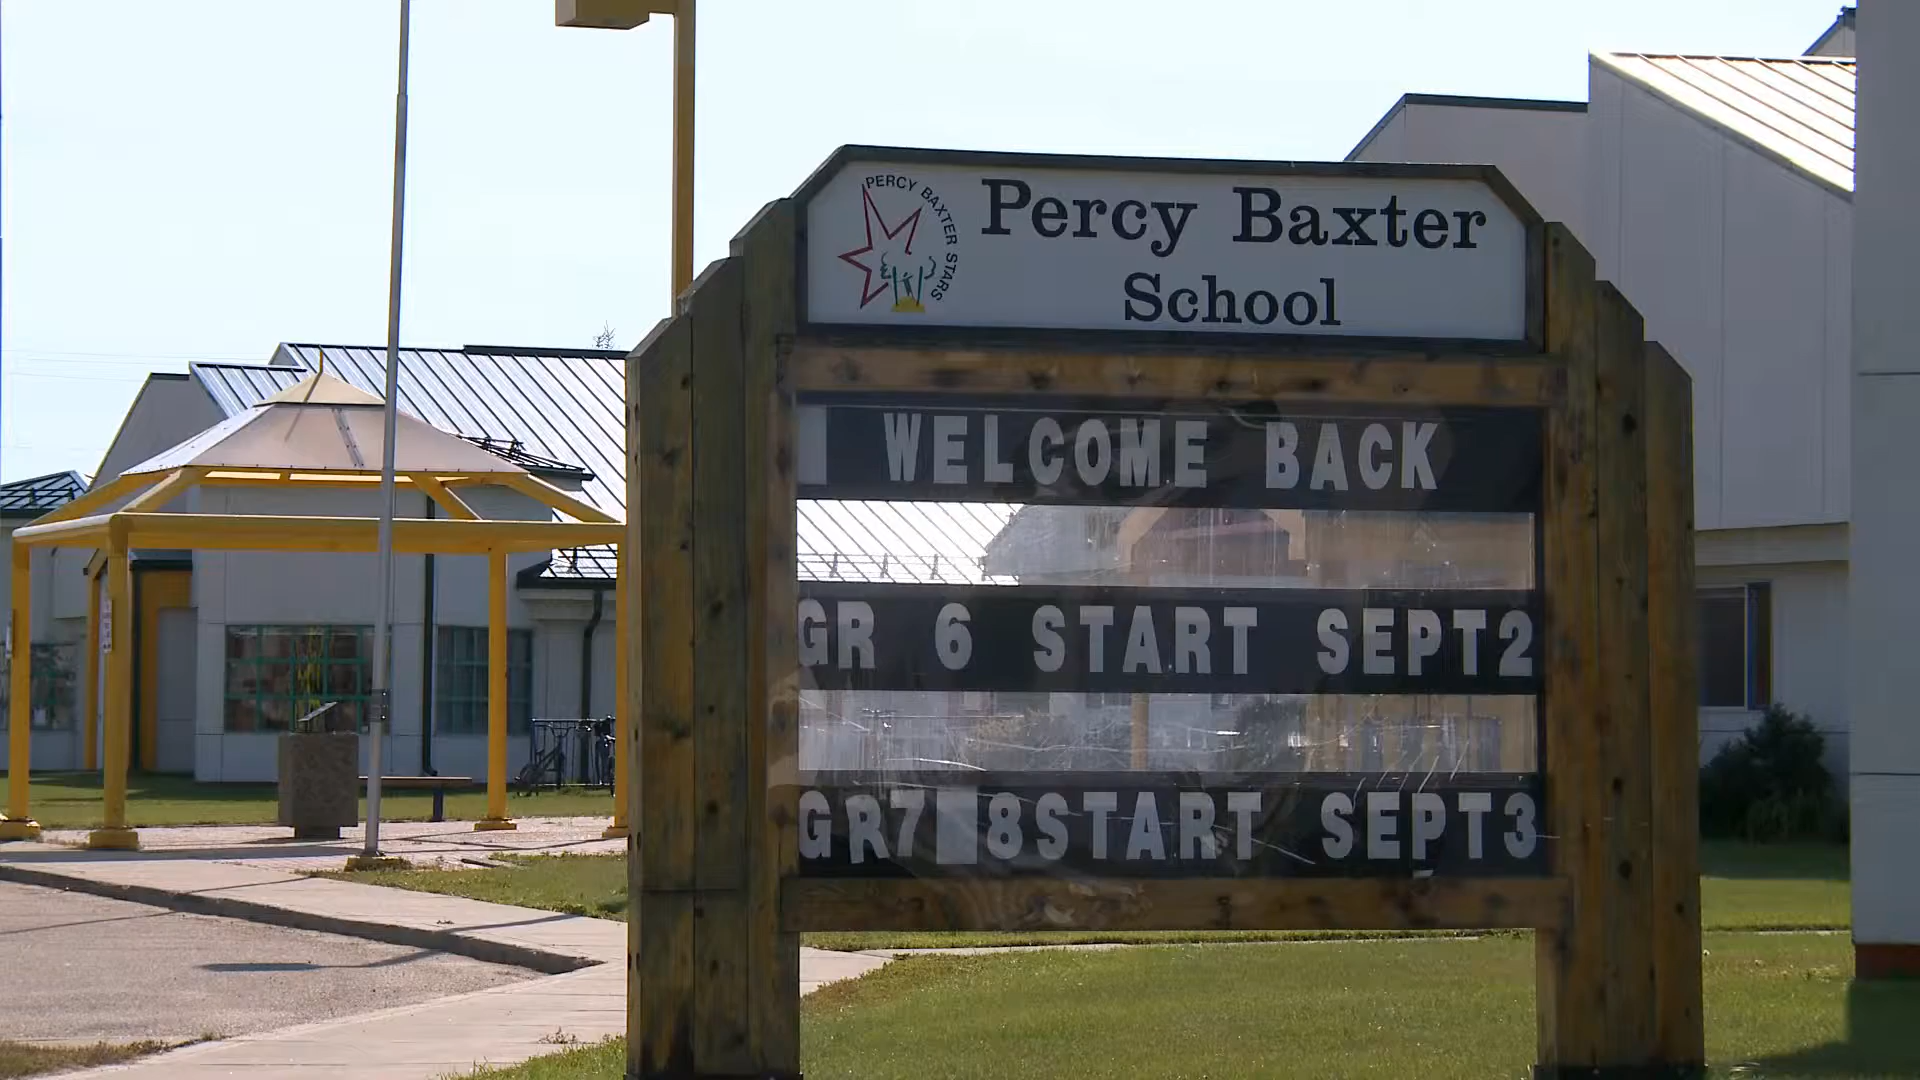 PERCY BAXTER STARS
Percy Baxter
School
WELCOME BACK
GR 6 START SEPT2
GR7 8START SEPT3